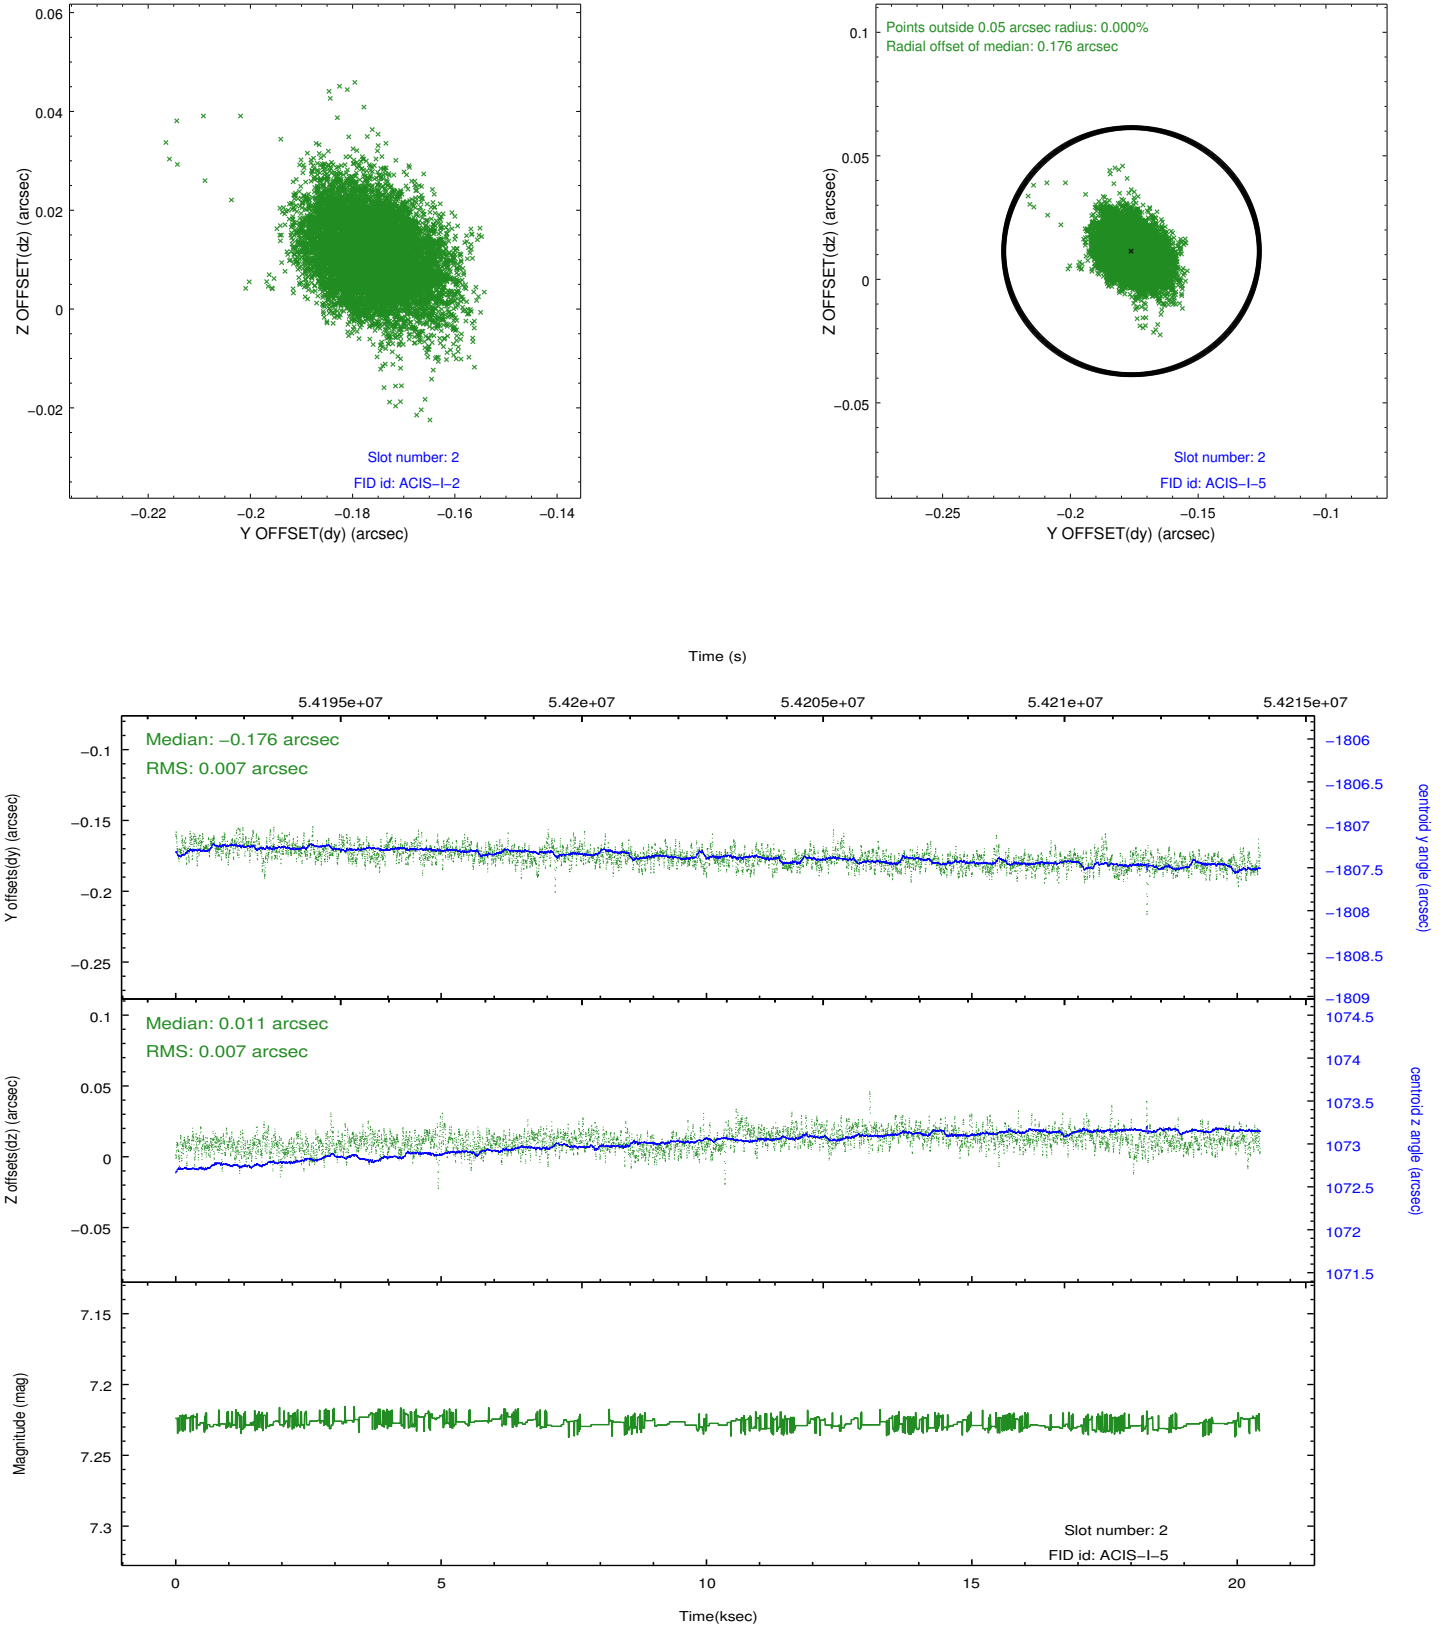 0.06
0.04
0.02
0
−0.02
Z OFFSET(dz) (arcsec)
Slot number: 2
FID id: ACIS−I−2
−0.22
−0.2
−0.18
−0.16
−0.14
Y OFFSET(dy) (arcsec)
Points outside 0.05 arcsec radius: 0.000%
Radial offset of median: 0.176 arcsec
0.1
0.05
0
−0.05
Z OFFSET(dz) (arcsec)
Slot number: 2
FID id: ACIS−I−5
−0.25
−0.2
−0.15
−0.1
Y OFFSET(dy) (arcsec)
Time (s)
5.4195e+07
5.42e+07
5.4205e+07
5.421e+07
5.4215e+07
Median: −0.176 arcsec
RMS: 0.007 arcsec
−0.1
−0.15
−0.2
−0.25
Y offsets(dy) (arcsec)
−1806
−1806.5
−1807
−1807.5
−1808
−1808.5
−1809
centroid y angle (arcsec)
Median: 0.011 arcsec
RMS: 0.007 arcsec
0.1
0.05
0
−0.05
Z offsets(dz) (arcsec)
1074.5
1074
1073.5
1073
1072.5
1072
1071.5
centroid z angle (arcsec)
7.15
7.2
7.25
7.3
Magnitude (mag)
Slot number: 2
FID id: ACIS−I−5
0
5
10
15
20
Time(ksec)